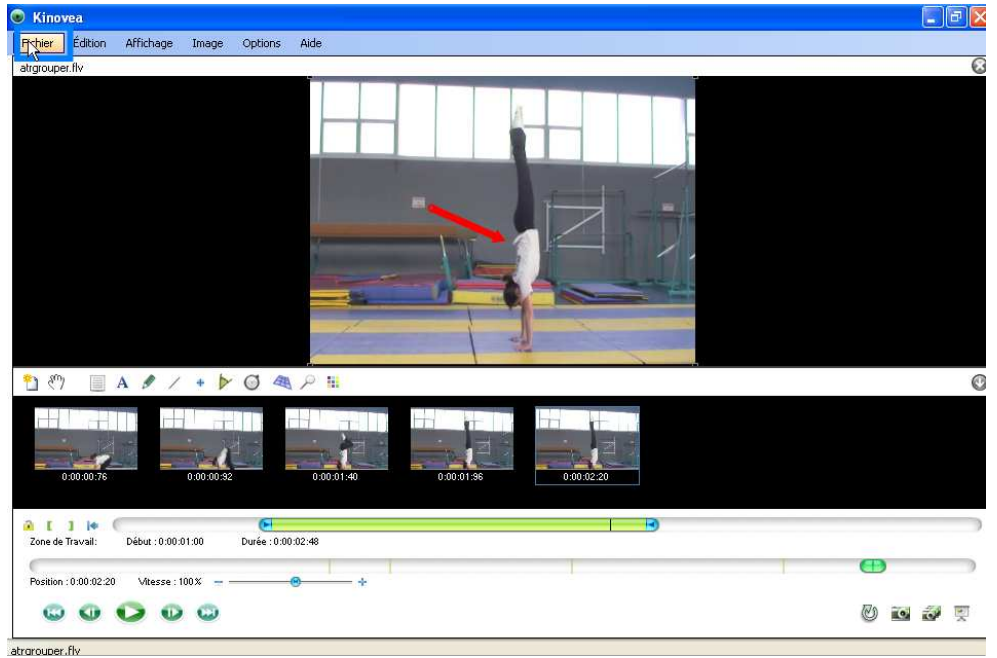 Kinovea
Fichier Édition Affichage Image Options Aide
atrgrouper.flv
A
0:00:00:76 0:00:00:92 0:00:01:40 0:00:01:96 0:00:02:20
Zone de Travail: Début : 0:00:01:00 Durée : 0:00:02:48
Position : 0:00:02:20 Vitesse : 100%
atrgrouper.flv